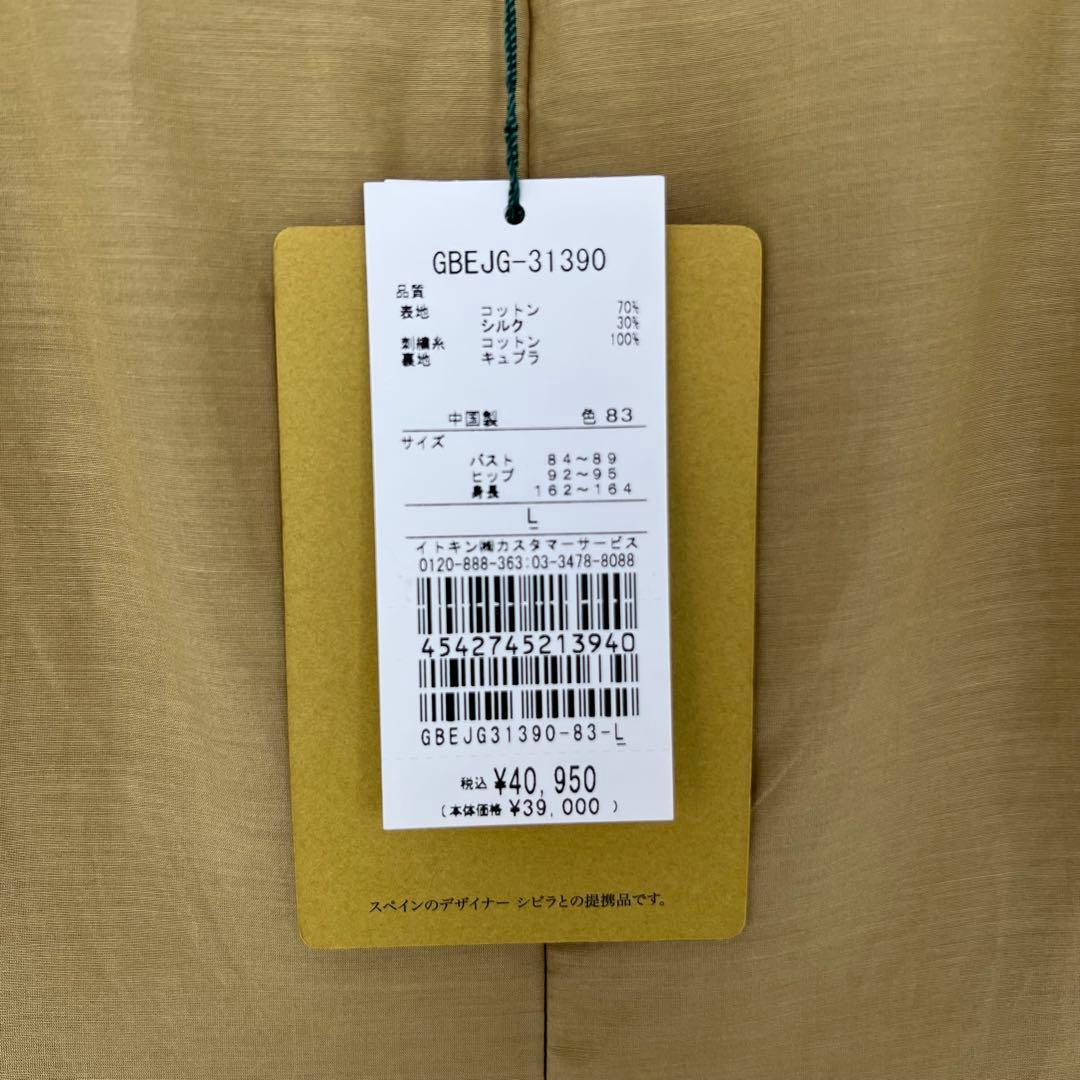 GBEJG-31390
品質
表地 コットン 70%
シルク 30%
刺繍糸 コットン 100%
裏地 キュプラ
中国製 色 83
サイズ
バスト 84〜89
ヒップ 92〜95
身長 162〜164
L
イトキン㈱カスタマーサービス
0120-888-363:03-3478-8088
4542745213940
GBEJG31390-83-L
税込 ¥40,950
(本体価格 ¥39,000 )
スペインのデザイナー シビラとの提携品です。